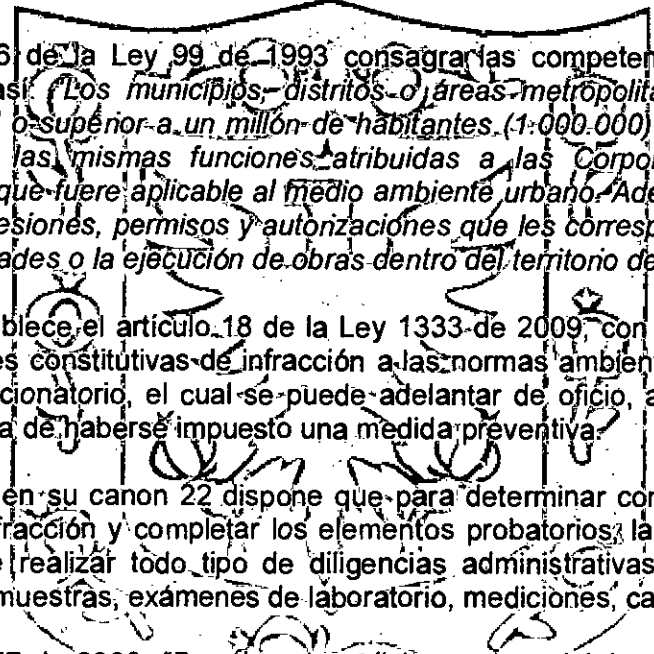 6 de la Ley 99 de 1993 consagra las competen
así: "Los municipios, distritos o áreas metropolita
o superior a un millón de habitantes (1.000.000)
las mismas funciones atribuidas a las Corpo
que fuere aplicable al medio ambiente urbano. Ade
esiones, permisos y autorizaciones que les corresp
ades o la ejecución de obras dentro del territorio de
blece el artículo 18 de la Ley 1333 de 2009, con
es constitutivas de infracción a las normas ambien
cionatorio, el cual se puede adelantar de oficio, a
a de haberse impuesto una medida preventiva.
en su canon 22 dispone que para determinar con
fracción y completar los elementos probatorios, la
realizar todo tipo de diligencias administrativas
muestras, exámenes de laboratorio, mediciones, ca